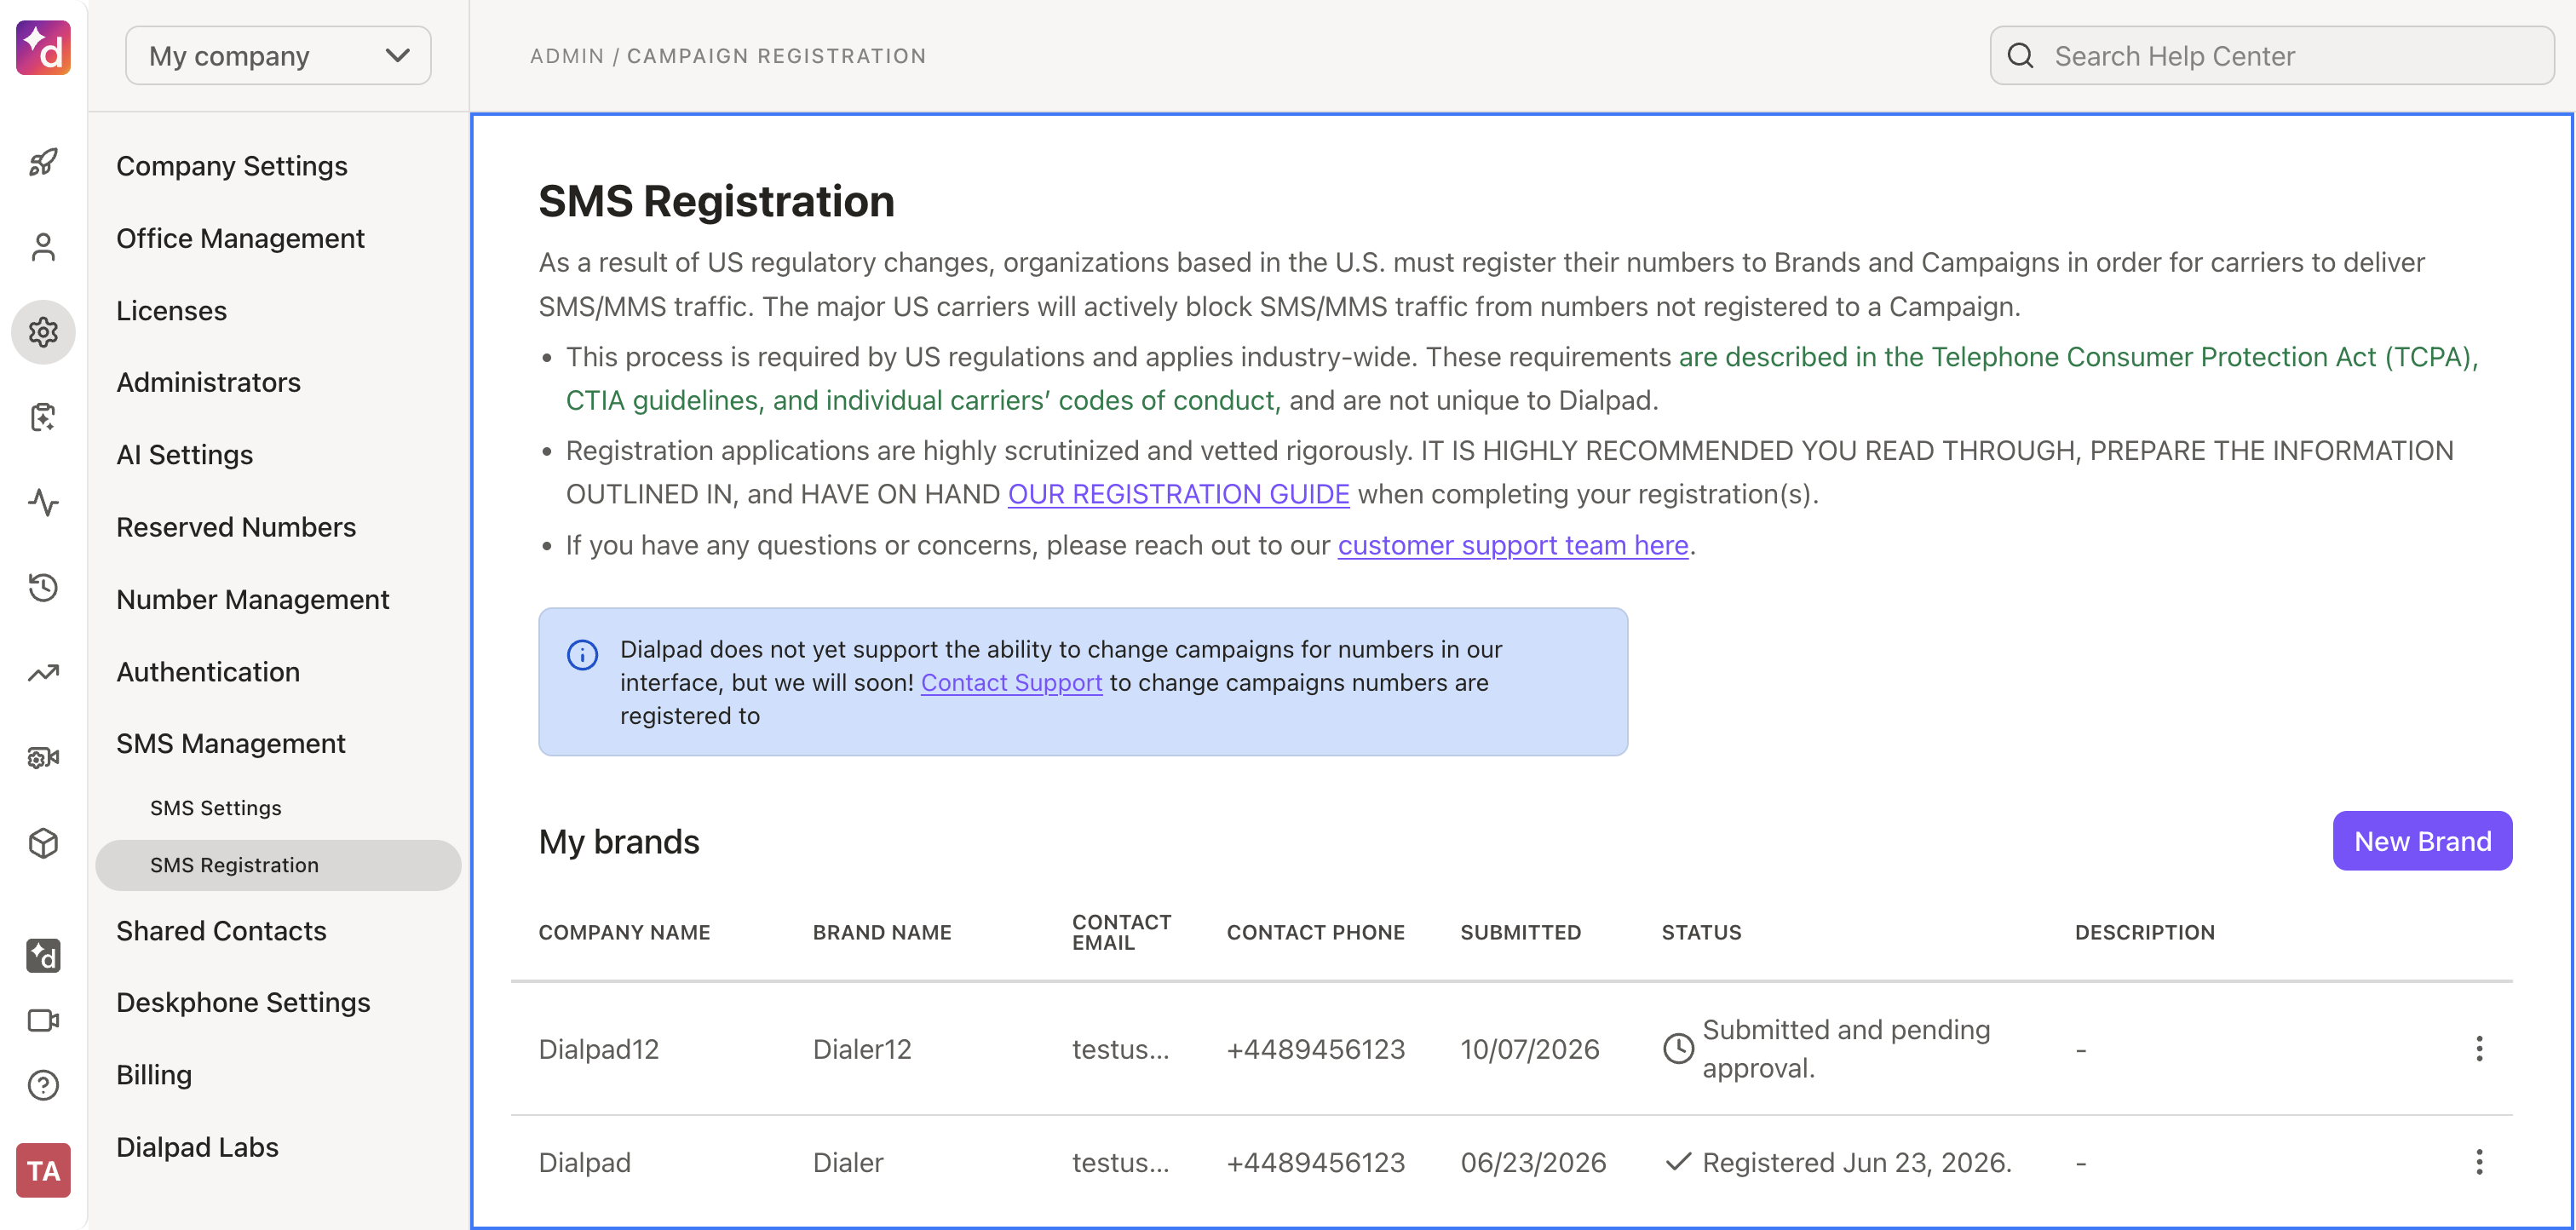 d
My company
ADMIN / CAMPAIGN REGISTRATION
Search Help Center
Company Settings
Office Management
Licenses
Administrators
AI Settings
Reserved Numbers
Number Management
Authentication
SMS Management
SMS Settings
SMS Registration
Shared Contacts
d
Deskphone Settings
Billing
Dialpad Labs
TA
SMS Registration
As a result of US regulatory changes, organizations based in the U.S. must register their numbers to Brands and Campaigns in order for carriers to deliver
SMS/MMS traffic. The major US carriers will actively block SMS/MMS traffic from numbers not registered to a Campaign.
• This process is required by US regulations and applies industry-wide. These requirements are described in the Telephone Consumer Protection Act (TCPA),
CTIA guidelines, and individual carriers’ codes of conduct, and are not unique to Dialpad.
• Registration applications are highly scrutinized and vetted rigorously. IT IS HIGHLY RECOMMENDED YOU READ THROUGH, PREPARE THE INFORMATION
OUTLINED IN, and HAVE ON HAND OUR REGISTRATION GUIDE when completing your registration(s).
• If you have any questions or concerns, please reach out to our customer support team here.
Dialpad does not yet support the ability to change campaigns for numbers in our
interface, but we will soon! Contact Support to change campaigns numbers are
registered to
My brands
New Brand
COMPANY NAME BRAND NAME CONTACT EMAIL CONTACT PHONE SUBMITTED STATUS DESCRIPTION
Dialpad12 Dialer12 testus... +4489456123 10/07/2026 Submitted and pending approval. -
Dialpad Dialer testus... +4489456123 06/23/2026 Registered Jun 23, 2026. -